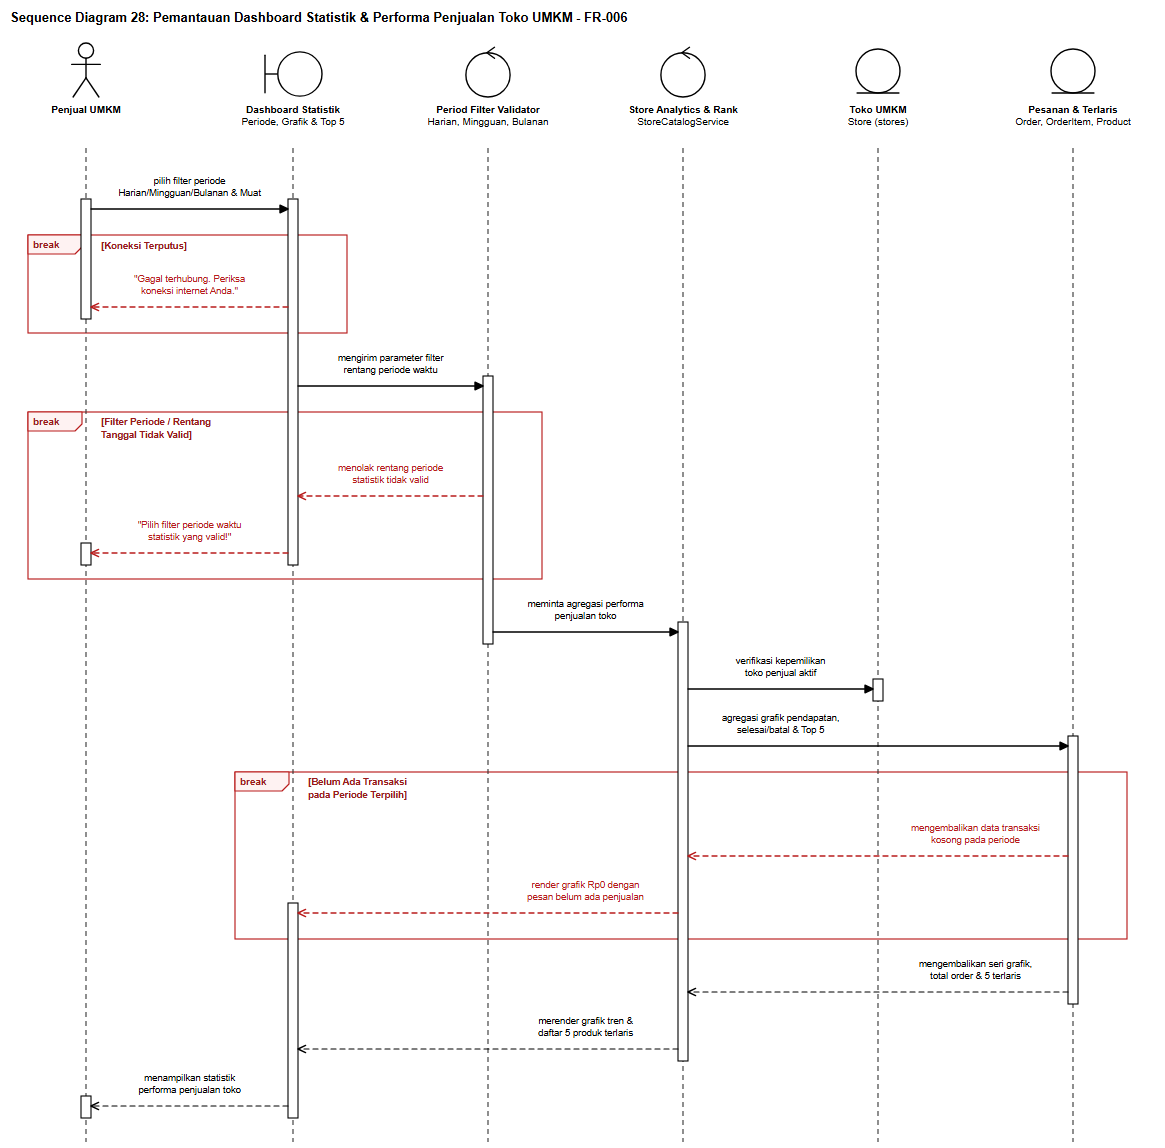 Sequence Diagram 28: Pemantauan Dashboard Statistik & Performa Penjualan Toko UMKM - FR-006
Penjual UMKM
Dashboard Statistik
Periode, Grafik & Top 5
Period Filter Validator
Harian, Mingguan, Bulanan
Store Analytics & Rank
StoreCatalogService
Toko UMKM
Store (stores)
Pesanan & Terlaris
Order, OrderItem, Product
pilih filter periode
Harian/Mingguan/Bulanan & Muat
break
[Koneksi Terputus]
"Gagal terhubung. Periksa
koneksi internet Anda."
mengirim parameter filter
rentang periode waktu
break
[Filter Periode / Rentang
Tanggal Tidak Valid]
menolak rentang periode
statistik tidak valid
"Pilih filter periode waktu
statistik yang valid!"
meminta agregasi performa
penjualan toko
verifikasi kepemilikan
toko penjual aktif
agregasi grafik pendapatan,
selesai/batal & Top 5
break
[Belum Ada Transaksi
pada Periode Terpilih]
mengembalikan data transaksi
kosong pada periode
render grafik Rp0 dengan
pesan belum ada penjualan
mengembalikan seri grafik,
total order & 5 terlaris
merender grafik tren &
daftar 5 produk terlaris
menampilkan statistik
performa penjualan toko